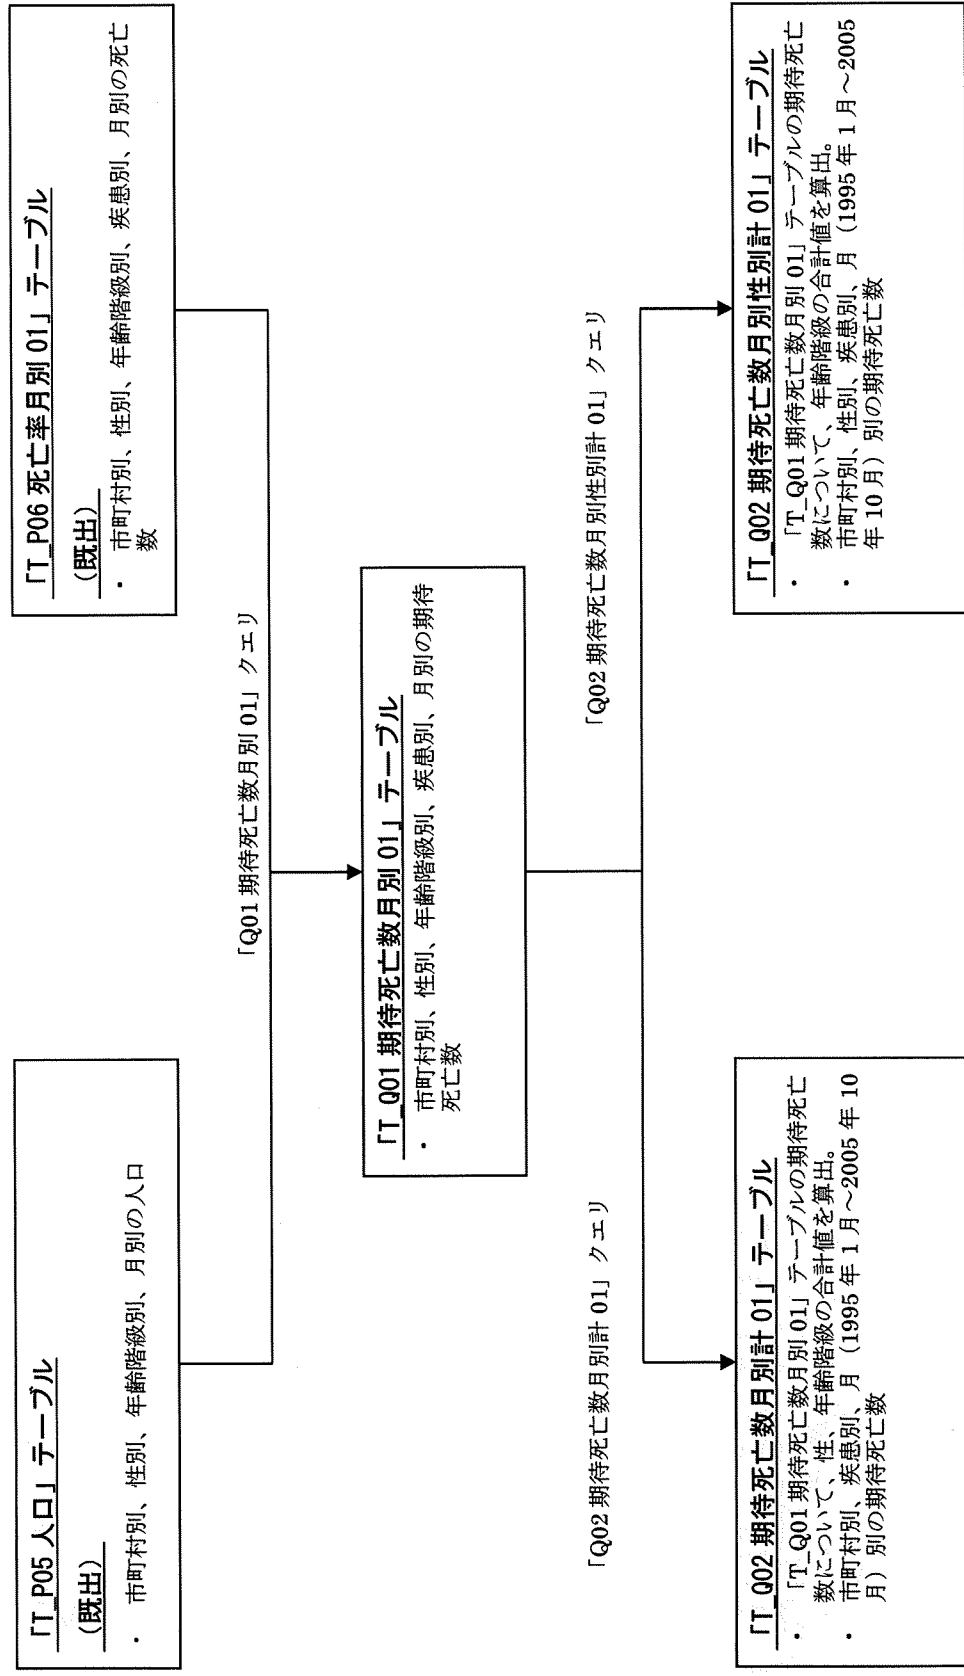 「T_P05 人口」テーブル
(既出)
・ 市町村別、性別、年齢階級別、月別の人口
「T_P06 死亡率月別 01」テーブル
(既出)
・ 市町村別、性別、年齢階級別、疾患別、月別の死亡
数
「Q01 期待死亡数月別 01」クエリ
「T_Q01 期待死亡数月別 01」テーブル
・ 市町村別、性別、年齢階級別、疾患別、月別の期待
死亡数
「Q02 期待死亡数月別計 01」クエリ
「Q02 期待死亡数月別性別計 01」クエリ
「T_Q02 期待死亡数月別計 01」テーブル
・ 「T_Q01 期待死亡数月別 01」テーブルの期待死亡
数について、性、年齢階級の合計値を算出。
・ 市町村別、疾患別、月（1995 年 1 月～2005 年 10
月）別の期待死亡数
「T_Q02 期待死亡数月別性別計 01」テーブル
・ 「T_Q01 期待死亡数月別 01」テーブルの期待死亡
数について、年齢階級の合計値を算出。
・ 市町村別、性別、疾患別、月（1995 年 1 月～2005
年 10 月）別の期待死亡数